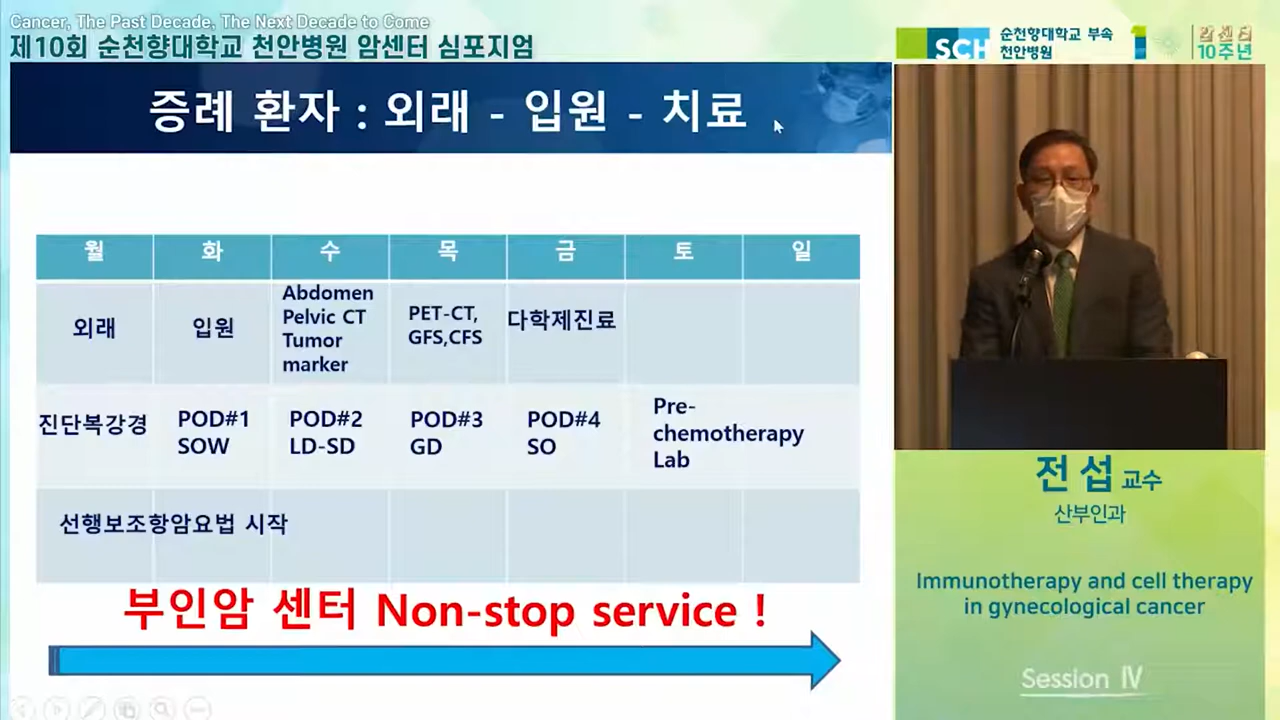 Cancer, The Past Decade, The Next Decade to Come
제10회 순천향대학교 천안병원 암센터 심포지엄
SCH
순천향대학교 부속
천안병원
암센터
10주년
증례 환자 : 외래 - 입원 - 치료
월 화 수 목 금 토 일
외래
입원
Abdomen
Pelvic CT
Tumor
marker
PET-CT,
GFS,CFS
다학제진료
진단복강경
POD#1
SOW
POD#2
LD-SD
POD#3
GD
POD#4
SO
Pre-
chemotherapy
Lab
선행보조항암요법 시작
부인암 센터 Non-stop service !
전 섭 교수
산부인과
Immunotherapy and cell therapy
in gynecological cancer
Session Ⅳ